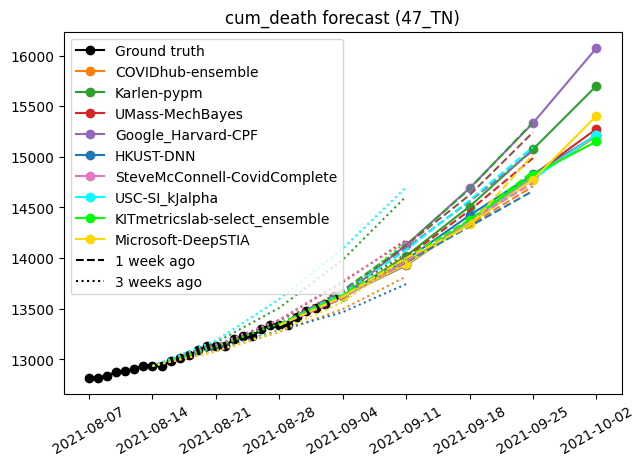 cum_death forecast (47_TN)
16000
15500
15000
14500
14000
13500
13000
Ground truth
COVIDhub-ensemble
Karlen-pypm
UMass-MechBayes
Google_Harvard-CPF
HKUST-DNN
SteveMcConnell-CovidComplete
USC-SI_kJalpha
KITmetricslab-select_ensemble
Microsoft-DeepSTIA
1 week ago
3 weeks ago
2021-08-07
2021-08-14
2021-08-21
2021-08-28
2021-09-04
2021-09-11
2021-09-18
2021-09-25
2021-10-02